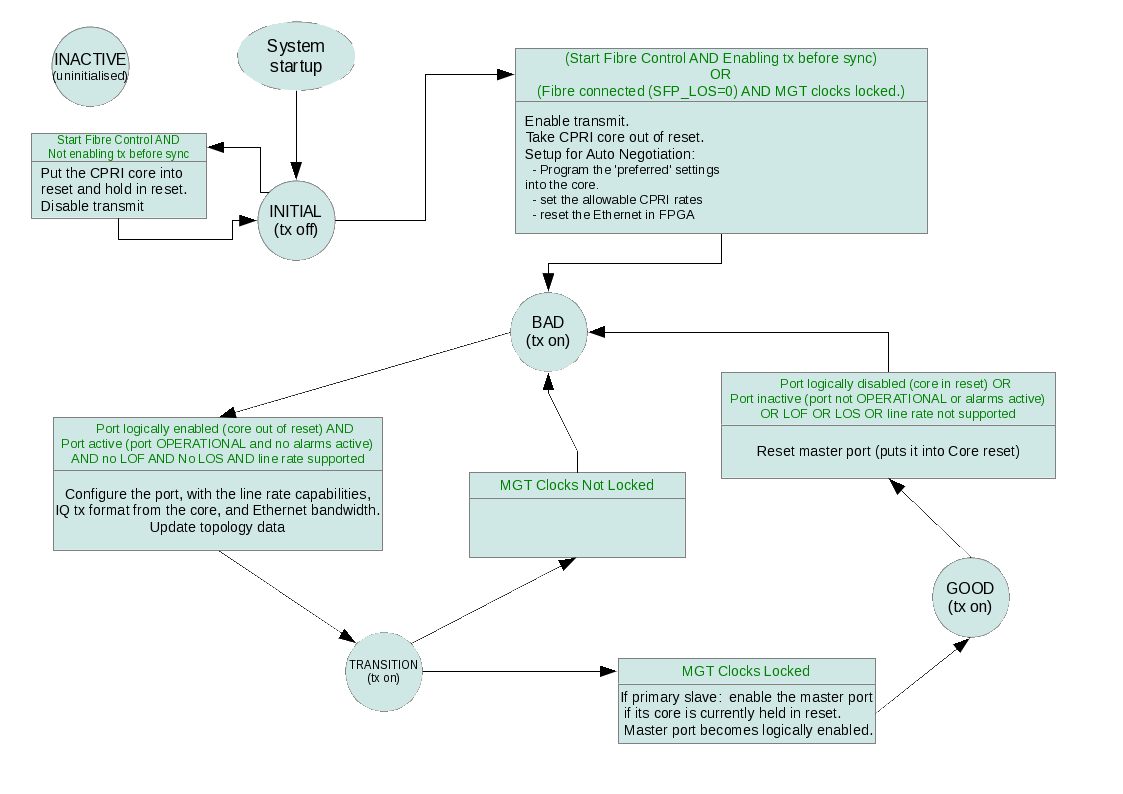 INACTIVE
(uninitialised)
System
startup
Start Fibre Control AND
Not enabling tx before sync
Put the CPRI core into
reset and hold in reset.
Disable transmit
INITIAL
(tx off)
(Start Fibre Control AND Enabling tx before sync)
OR
(Fibre connected (SFP_LOS=0) AND MGT clocks locked.)
Enable transmit.
Take CPRI core out of reset.
Setup for Auto Negotiation:
- Program the 'preferred' settings
into the core.
- set the allowable CPRI rates
- reset the Ethernet in FPGA
BAD
(tx on)
Port logically enabled (core out of reset) AND
Port active (port OPERATIONAL and no alarms active)
AND no LOF AND No LOS AND line rate supported
Configure the port, with the line rate capabilities,
IQ tx format from the core, and Ethernet bandwidth.
Update topology data
MGT Clocks Not Locked
Port logically disabled (core in reset) OR
Port inactive (port not OPERATIONAL or alarms active)
OR LOF OR LOS OR line rate not supported
Reset master port (puts it into Core reset)
GOOD
(tx on)
TRANSITION
(tx on)
MGT Clocks Locked
If primary slave: enable the master port
if its core is currently held in reset.
Master port becomes logically enabled.